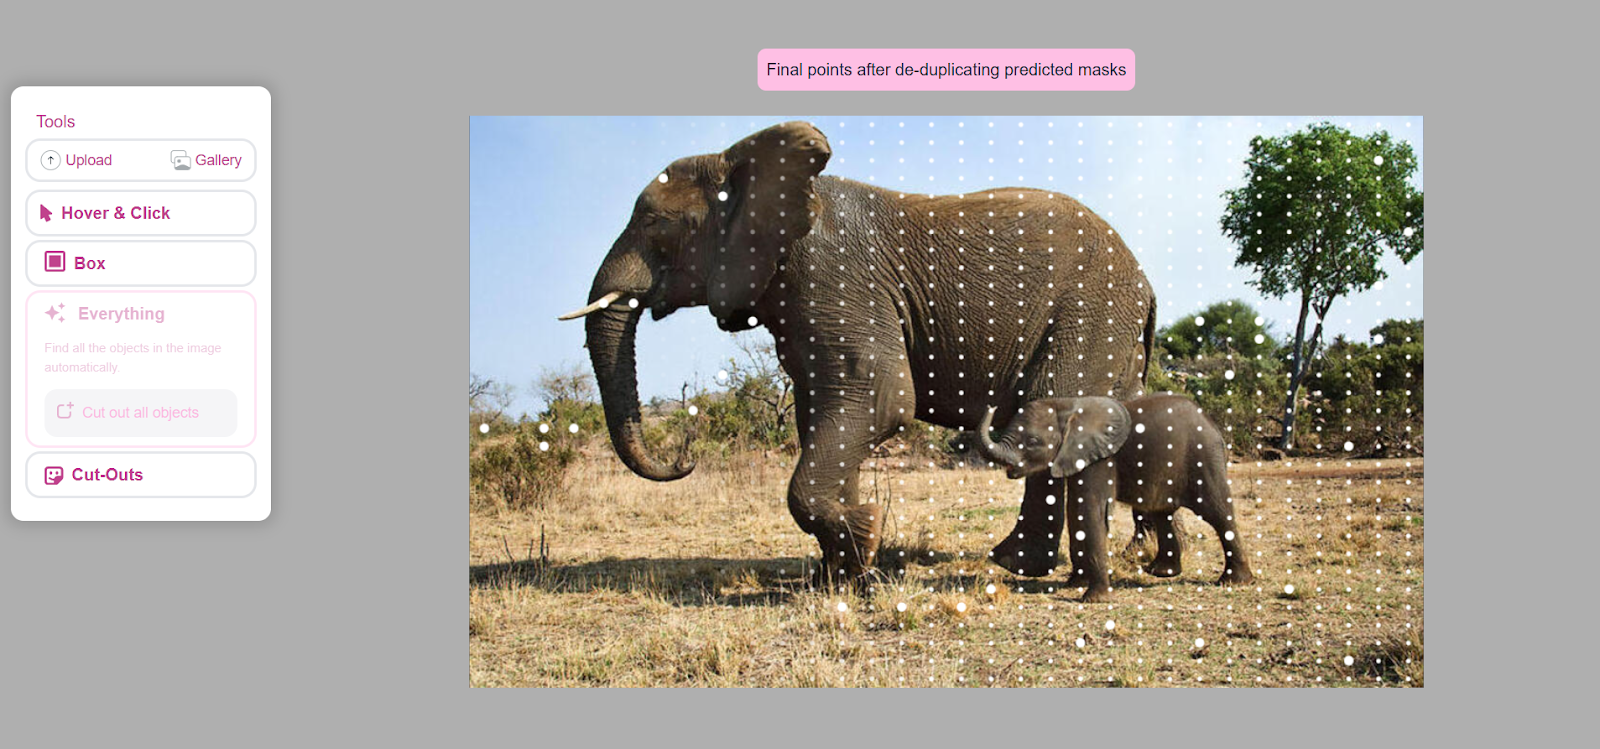 Final points after de-duplicating predicted masks
Tools
Upload
Gallery
Hover & Click
Box
Everything
Find all the objects in the image
automatically.
Cut out all objects
Cut-Outs